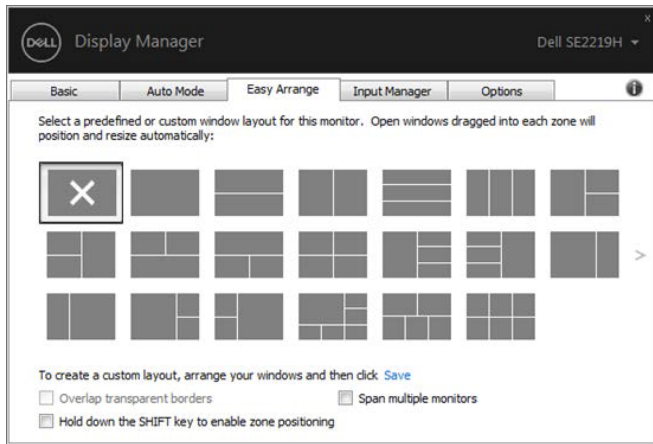 x
DELL Display Manager Dell SE2219H
Basic Auto Mode Easy Arrange Input Manager Options
Select a predefined or custom window layout for this monitor. Open windows dragged into each zone will
position and resize automatically:
To create a custom layout, arrange your windows and then click Save
Overlap transparent borders Span multiple monitors
Hold down the SHIFT key to enable zone positioning